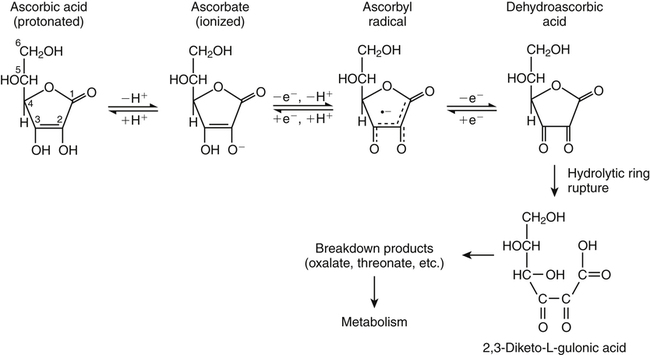 Ascorbic acid
(protonated)
Ascorbate
(ionized)
Ascorbyl
radical
Dehydroascorbic
acid
6
CH₂OH
5
HOCH
O
1
O
4
H
3
2
OH OH
−H⁺
+H⁺
CH₂OH
HOCH
O
O
H
OH O⁻
−e⁻, −H⁺
+e⁻, +H⁺
CH₂OH
HOCH
O
O
H
•−
O O
−e⁻
+e⁻
CH₂OH
HOCH
O
O
H
O O
Hydrolytic ring
rupture
CH₂OH
HOCH
OH
HC—OH
C=O
C—C
O O
2,3-Diketo-L-gulonic acid
Breakdown products
(oxalate, threonate, etc.)
Metabolism